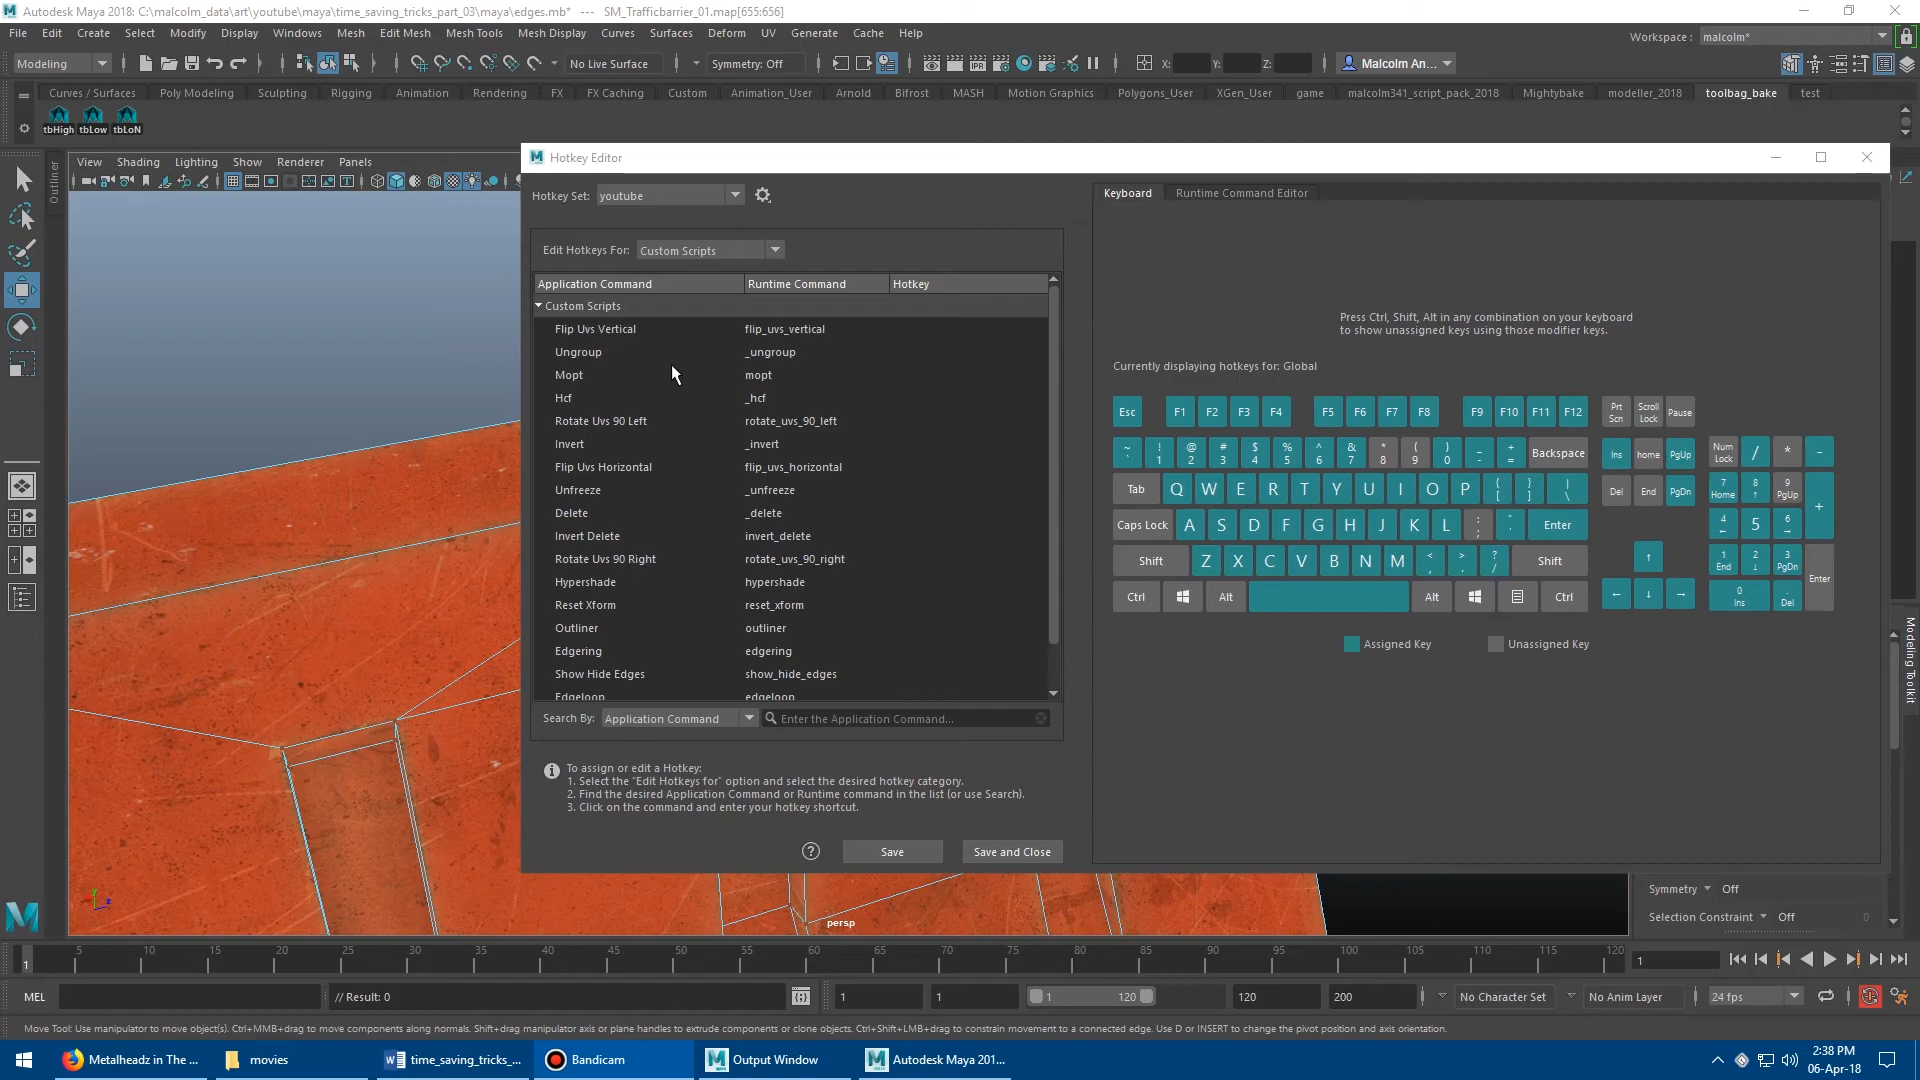 Autodesk Maya 2018: C:\malcolm_data\art\youtube\maya\time_saving_tricks_part_03\maya\edges.mb* --- SM_Trafficbarrier_01.map[655:656]
File Edit Create Select Modify Display Windows Mesh Edit Mesh Mesh Tools Mesh Display Curves Surfaces Deform UV Generate Cache Help
Workspace : malcolm*
Modeling No Live Surface Symmetry: Off X: Y: Z: Malcolm An...
Curves / Surfaces Poly Modeling Sculpting Rigging Animation Rendering FX FX Caching Custom Animation_User Arnold Bifrost MASH Motion Graphics Polygons_User XGen_User game malcolm341_script_pack_2018 Mightybake modeller_2018 toolbag_bake test
tbHigh tbLow tbLoN
Outliner
View Shading Lighting Show Renderer Panels
Hotkey Editor
Hotkey Set: youtube
Keyboard Runtime Command Editor
Edit Hotkeys For: Custom Scripts
Application Command Runtime Command Hotkey
Custom Scripts
Flip Uvs Vertical flip_uvs_vertical
Ungroup _ungroup
Mopt mopt
Hcf _hcf
Rotate Uvs 90 Left rotate_uvs_90_left
Invert _invert
Flip Uvs Horizontal flip_uvs_horizontal
Unfreeze _unfreeze
Delete _delete
Invert Delete invert_delete
Rotate Uvs 90 Right rotate_uvs_90_right
Hypershade hypershade
Reset Xform reset_xform
Outliner outliner
Edgering edgering
Show Hide Edges show_hide_edges
Edgeloop edgeloop
Search By: Application Command Enter the Application Command...
To assign or edit a Hotkey:
1. Select the "Edit Hotkeys for" option and select the desired hotkey category.
2. Find the desired Application Command or Runtime command in the list (or use Search).
3. Click on the command and enter your hotkey shortcut.
? Save Save and Close
Press Ctrl, Shift, Alt in any combination on your keyboard
to show unassigned keys using those modifier keys.
Currently displaying hotkeys for: Global
Esc F1 F2 F3 F4 F5 F6 F7 F8 F9 F10 F11 F12 Prt Scn Scroll Lock Pause
~ ` ! 1 @ 2 # 3 $ 4 % 5 ^ 6 & 7 * 8 ( 9 ) 0 _ - + = Backspace Ins home PgUp Num Lock / * -
Tab Q W E R T Y U I O P { [ } ] | \ Del End PgDn 7 Home 8 ↑ 9 PgUp +
Caps Lock A S D F G H J K L : ; " ' Enter 4 ← 5 6 →
Shift Z X C V B N M < , > . ? / Shift ↑ 1 End 2 ↓ 3 PgDn Enter
Ctrl Alt Alt Ctrl ← ↓ → 0 Ins . Del
Assigned Key Unassigned Key
Modeling Toolkit
Symmetry Off
Selection Constraint Off 0
persp
y z
5 10 15 20 25 30 35 40 45 50 55 60 65 70 75 80 85 90 95 100 105 110 115 120
1 1
MEL // Result: 0 1 1 1 120 120 200 No Character Set No Anim Layer 24 fps
Move Tool: Use manipulator to move object(s). Ctrl+MMB+drag to move components along normals. Shift+drag manipulator axis or plane handles to extrude components or clone objects. Ctrl+Shift+LMB+drag to constrain movement to a connected edge. Use D or INSERT to change the pivot position and axis orientation.
Metalheadz in The ... movies time_saving_tricks_... Bandicam Output Window Autodesk Maya 201...
2:38 PM
06-Apr-18